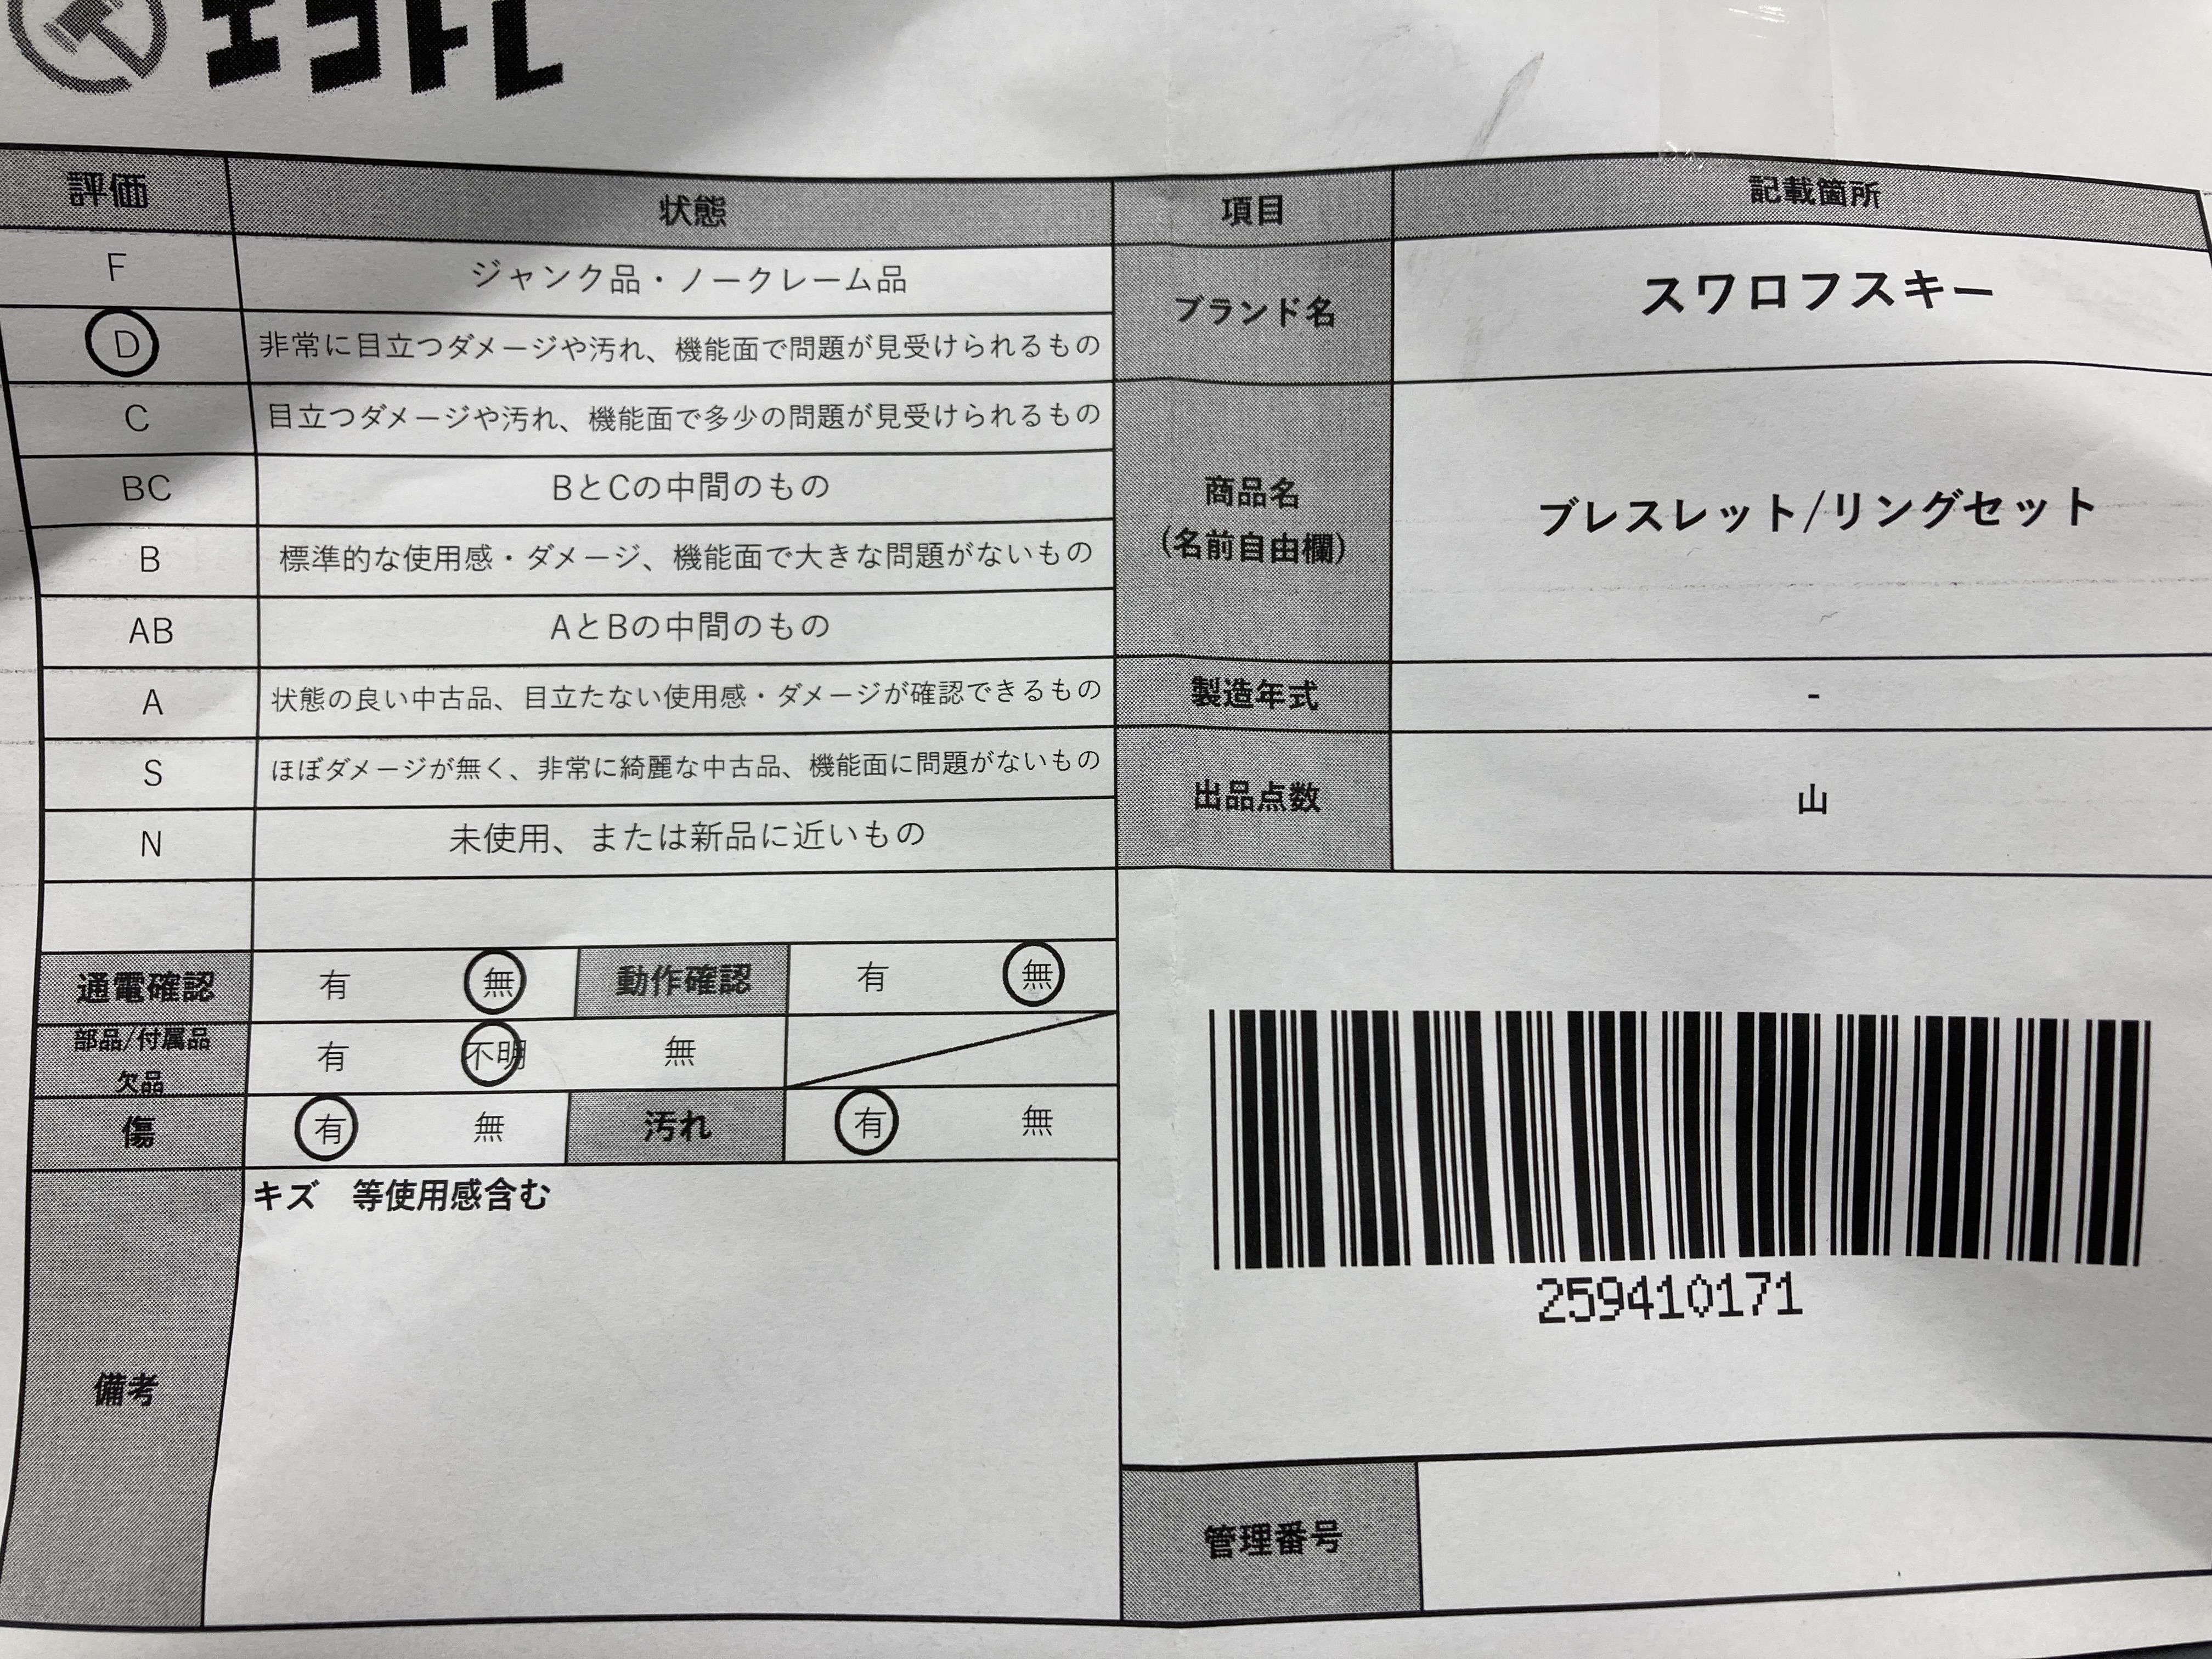 評価 状態 項目 記載箇所
F ジャンク品・ノークレーム品
ブランド名 スワロフスキー
D 非常に目立つダメージや汚れ、機能面で問題が見受けられるもの
C 目立つダメージや汚れ、機能面で多少の問題が見受けられるもの
BC BとCの中間のもの
商品名
(名前自由欄)
ブレスレット/リングセット
B 標準的な使用感・ダメージ、機能面で大きな問題がないもの
AB AとBの中間のもの
A 状態の良い中古品、目立たない使用感・ダメージが確認できるもの
製造年式 -
S ほぼダメージが無く、非常に綺麗な中古品、機能面に問題がないもの
出品点数 山
N 未使用、または新品に近いもの
通電確認 有 無 動作確認 有 無
部品/付属品
欠品
有 不明 無
傷 有 無 汚れ 有 無
備考
キズ 等使用感含む
259410171
管理番号